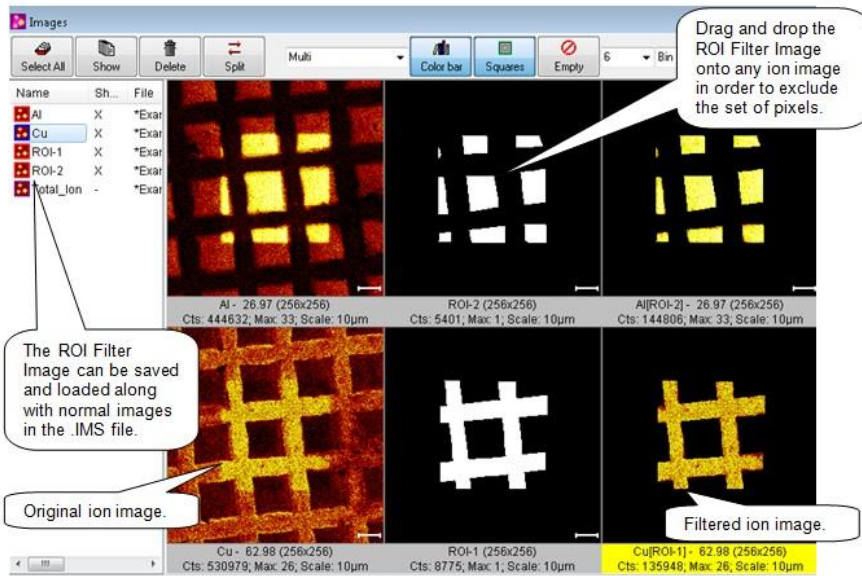 Images
Select All
Show
Delete
Split
Multi
Color bar
Squares
Empty
6
Bin
Drag and drop the
ROI Filter Image
onto any ion image
in order to exclude
the set of pixels.
Name Sh... File
Al X *Exar
Cu X *Exar
ROI-1 X *Exar
ROI-2 X *Exar
Total_Ion - *Exar
Al - 26.97 (256x256)
Cts: 444632; Max: 33; Scale: 10µm
ROI-2 (256x256)
Cts: 5401; Max: 1; Scale: 10µm
Al[ROI-2] - 26.97 (256x256)
Cts: 144806; Max: 33; Scale: 10µm
The ROI Filter
Image can be saved
and loaded along
with normal images
in the .IMS file.
Original ion image.
Filtered ion image.
Cu - 62.98 (256x256)
Cts: 530979; Max: 26; Scale: 10µm
ROI-1 (256x256)
Cts: 8775; Max: 1; Scale: 10µm
Cu[ROI-1] - 62.98 (256x256)
Cts: 135948; Max: 26; Scale: 10µm